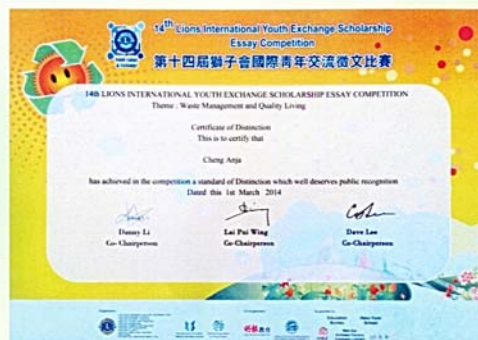 14th Lions International Youth Exchange Scholarship
Essay Competition
第十四屆獅子會國際青年交流徵文比賽
14th LIONS INTERNATIONAL YOUTH EXCHANGE SCHOLARSHIP ESSAY COMPETITION
Theme : Waste Management and Quality Living
Certificate of Distinction
This is to certify that
Cheng Anja
has achieved in the competition a standard of Distinction which well deserves public recognition
Dated this 1st March 2014
Danny Li Lai Pui Wing Dave Lee
Co- Chairperson Co-Chairperson Co-Chairperson